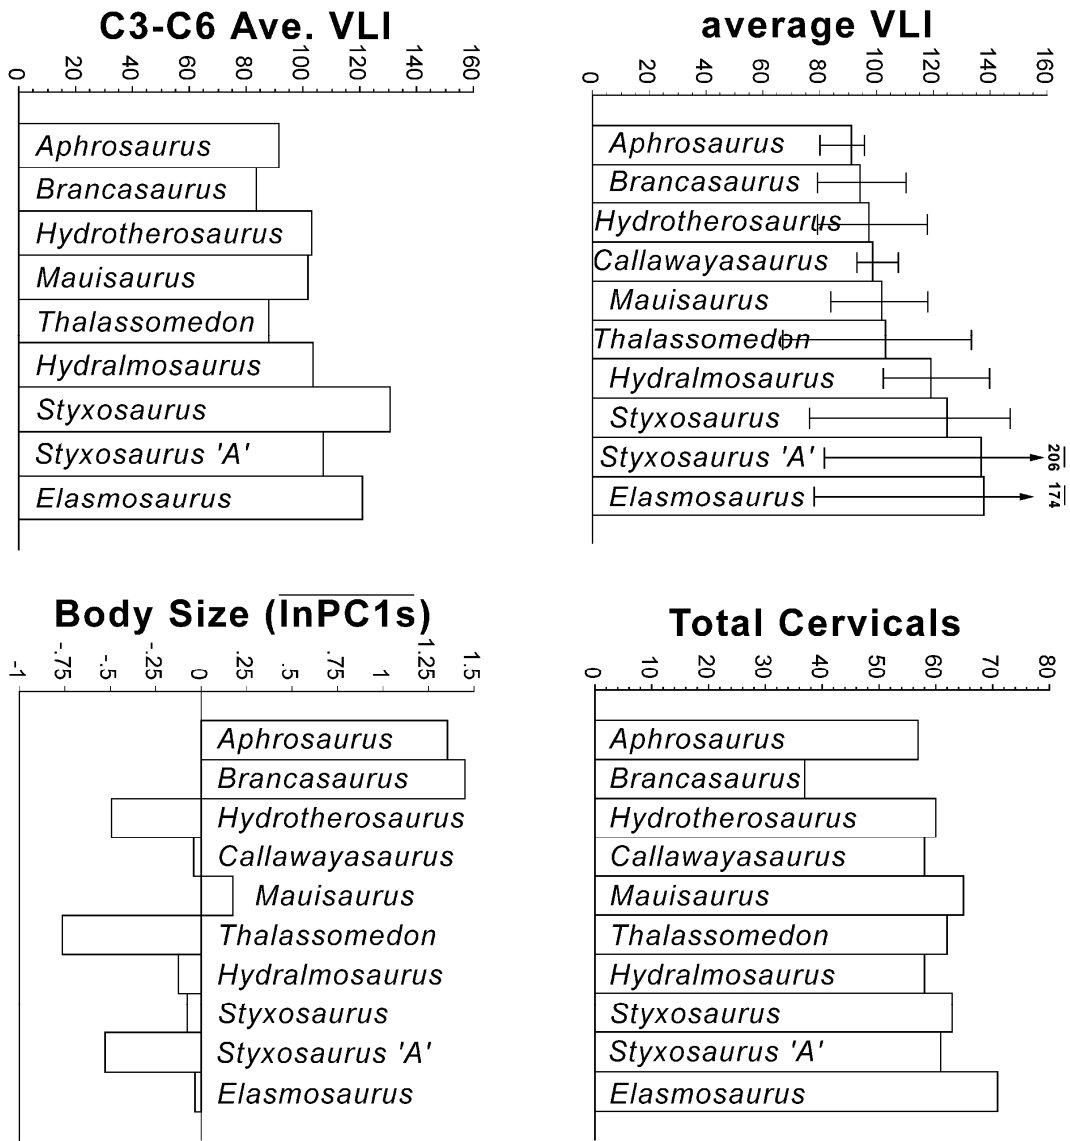 C3-C6 Ave. VLI
0 20 40 60 80 100 120 140 160
Aphrosaurus
Brancasaurus
Hydrotherosaurus
Mauisaurus
Thalassomedon
Hydralmosaurus
Styxosaurus
Styxosaurus 'A'
Elasmosaurus
average VLI
0 20 40 60 80 100 120 140 160
Aphrosaurus
Brancasaurus
Hydrotherosaurus
Callawayasaurus
Mauisaurus
Thalassomedon
Hydralmosaurus
Styxosaurus
Styxosaurus 'A' 206
Elasmosaurus 174
Body Size (lnPC1s)
-1 -.75 -.5 -.25 0 .25 .5 .75 1 1.25 1.5
Aphrosaurus
Brancasaurus
Hydrotherosaurus
Callawayasaurus
Mauisaurus
Thalassomedon
Hydralmosaurus
Styxosaurus
Styxosaurus 'A'
Elasmosaurus
Total Cervicals
0 10 20 30 40 50 60 70 80
Aphrosaurus
Brancasaurus
Hydrotherosaurus
Callawayasaurus
Mauisaurus
Thalassomedon
Hydralmosaurus
Styxosaurus
Styxosaurus 'A'
Elasmosaurus